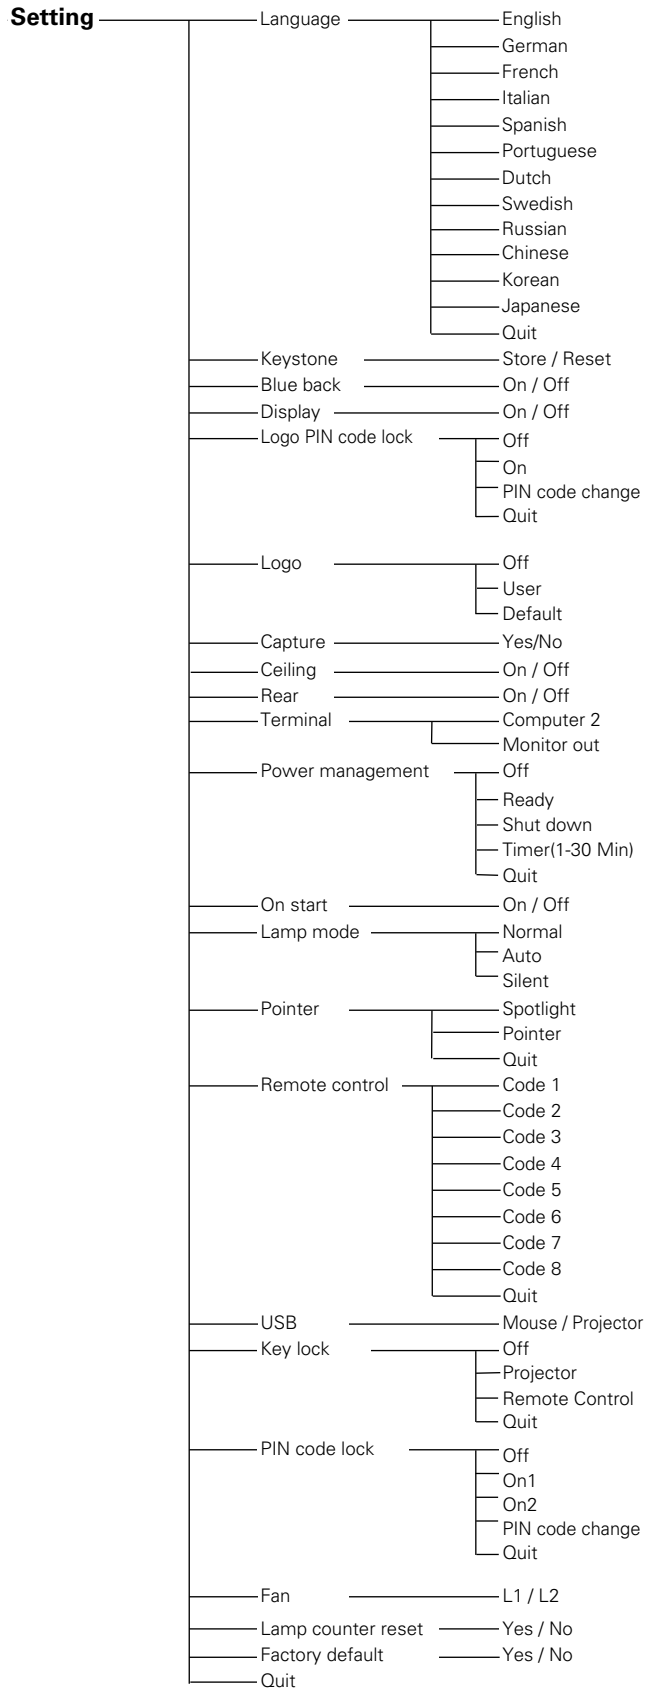 Setting Language English
German
French
Italian
Spanish
Portuguese
Dutch
Swedish
Russian
Chinese
Korean
Japanese
Quit
Keystone Store / Reset
Blue back On / Off
Display On / Off
Logo PIN code lock Off
On
PIN code change
Quit
Logo Off
User
Default
Capture Yes/No
Ceiling On / Off
Rear On / Off
Terminal Computer 2
Monitor out
Power management Off
Ready
Shut down
Timer(1-30 Min)
Quit
On start On / Off
Lamp mode Normal
Auto
Silent
Pointer Spotlight
Pointer
Quit
Remote control Code 1
Code 2
Code 3
Code 4
Code 5
Code 6
Code 7
Code 8
Quit
USB Mouse / Projector
Key lock Off
Projector
Remote Control
Quit
PIN code lock Off
On1
On2
PIN code change
Quit
Fan L1 / L2
Lamp counter reset Yes / No
Factory default Yes / No
Quit